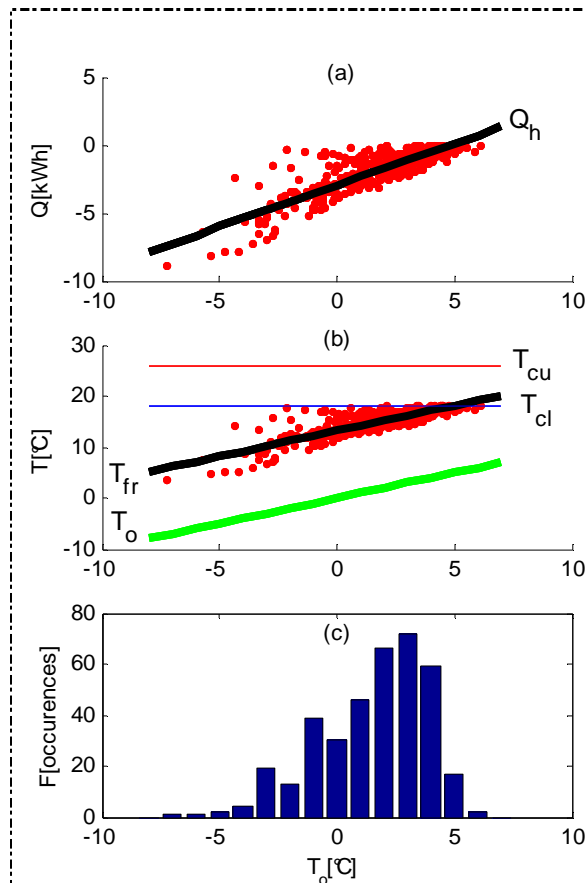 (a)
Q[kWh]
5
0
-5
-10
-10 -5 0 5 10
Q_h
(b)
T[°C]
30
20
10
0
-10
-10 -5 0 5 10
T_cu
T_cl
T_fr
T_o
(c)
F[occurences]
80
60
40
20
0
-10 -5 0 5 10
T_o[°C]